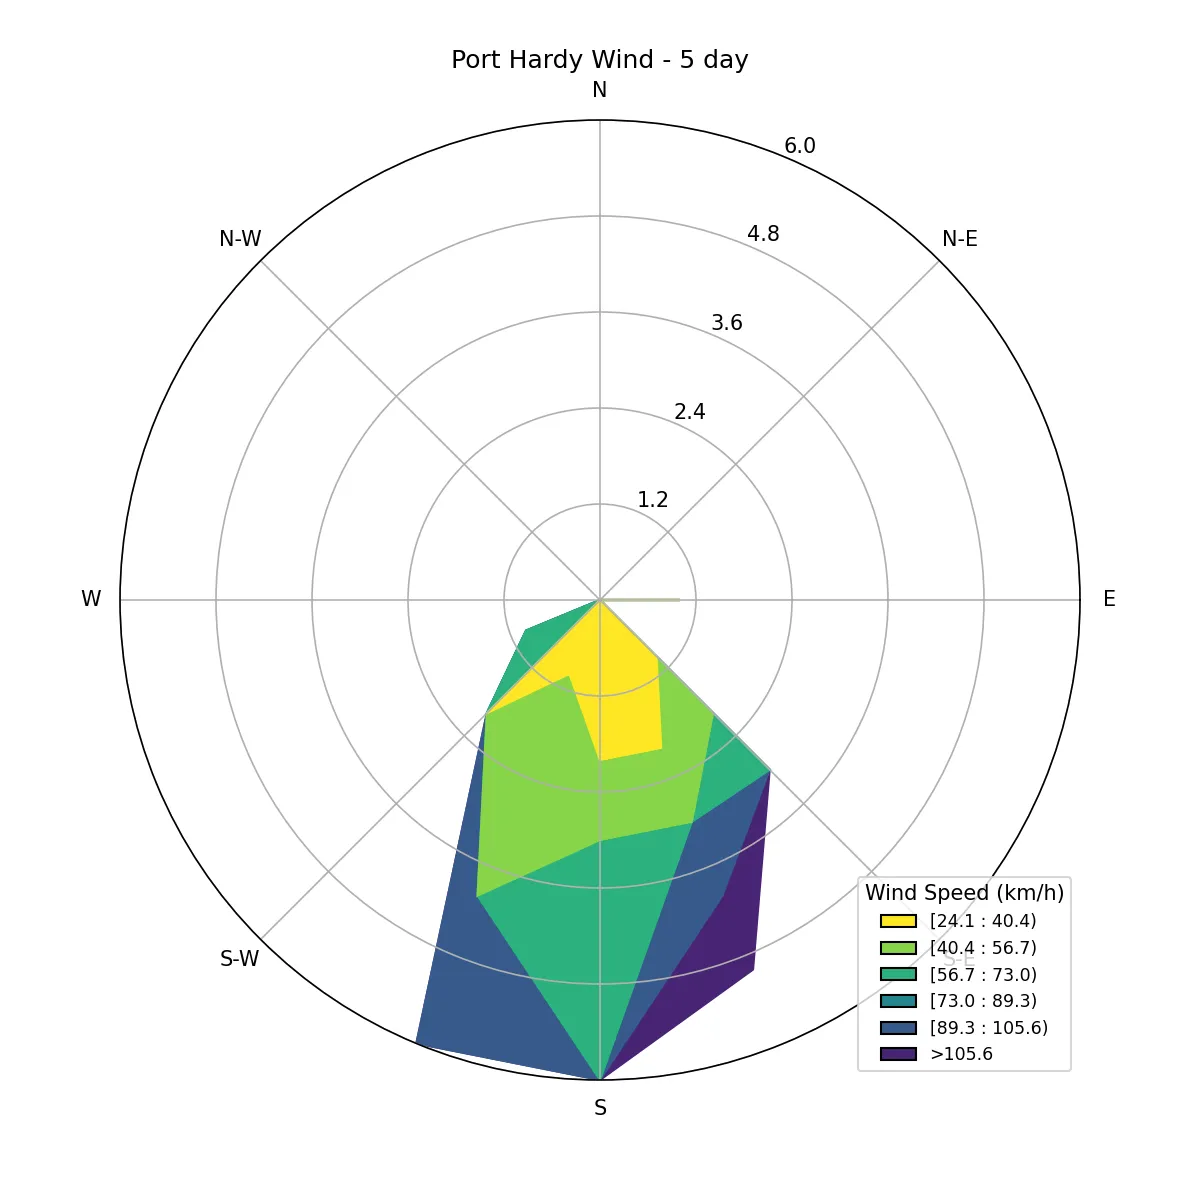 Port Hardy Wind - 5 day
N
6.0
N-W
N-E
4.8
3.6
2.4
1.2
W
E
Wind Speed (km/h)
[24.1 : 40.4)
[40.4 : 56.7)
S-W
S-E
[56.7 : 73.0)
[73.0 : 89.3)
[89.3 : 105.6)
>105.6
S